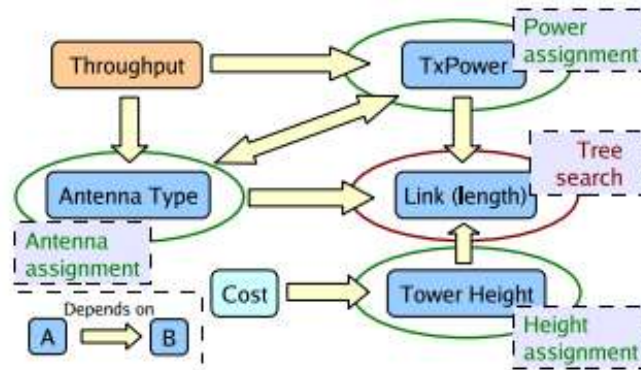 Power
assignment
Throughput
TxPower
Tree
search
Antenna Type
Link (length)
Antenna
assignment
Cost
Tower Height
Height
assignment
Depends on
A
B